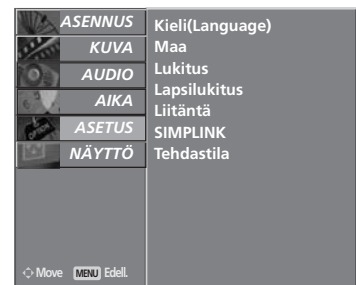 ASENNUS
KUVA
AUDIO
AIKA
ASETUS
NÄYTTÖ
Move MENU Edell.
Kieli(Language)
Maa
Lukitus
Lapsilukitus
Liitäntä
SIMPLINK
Tehdastila